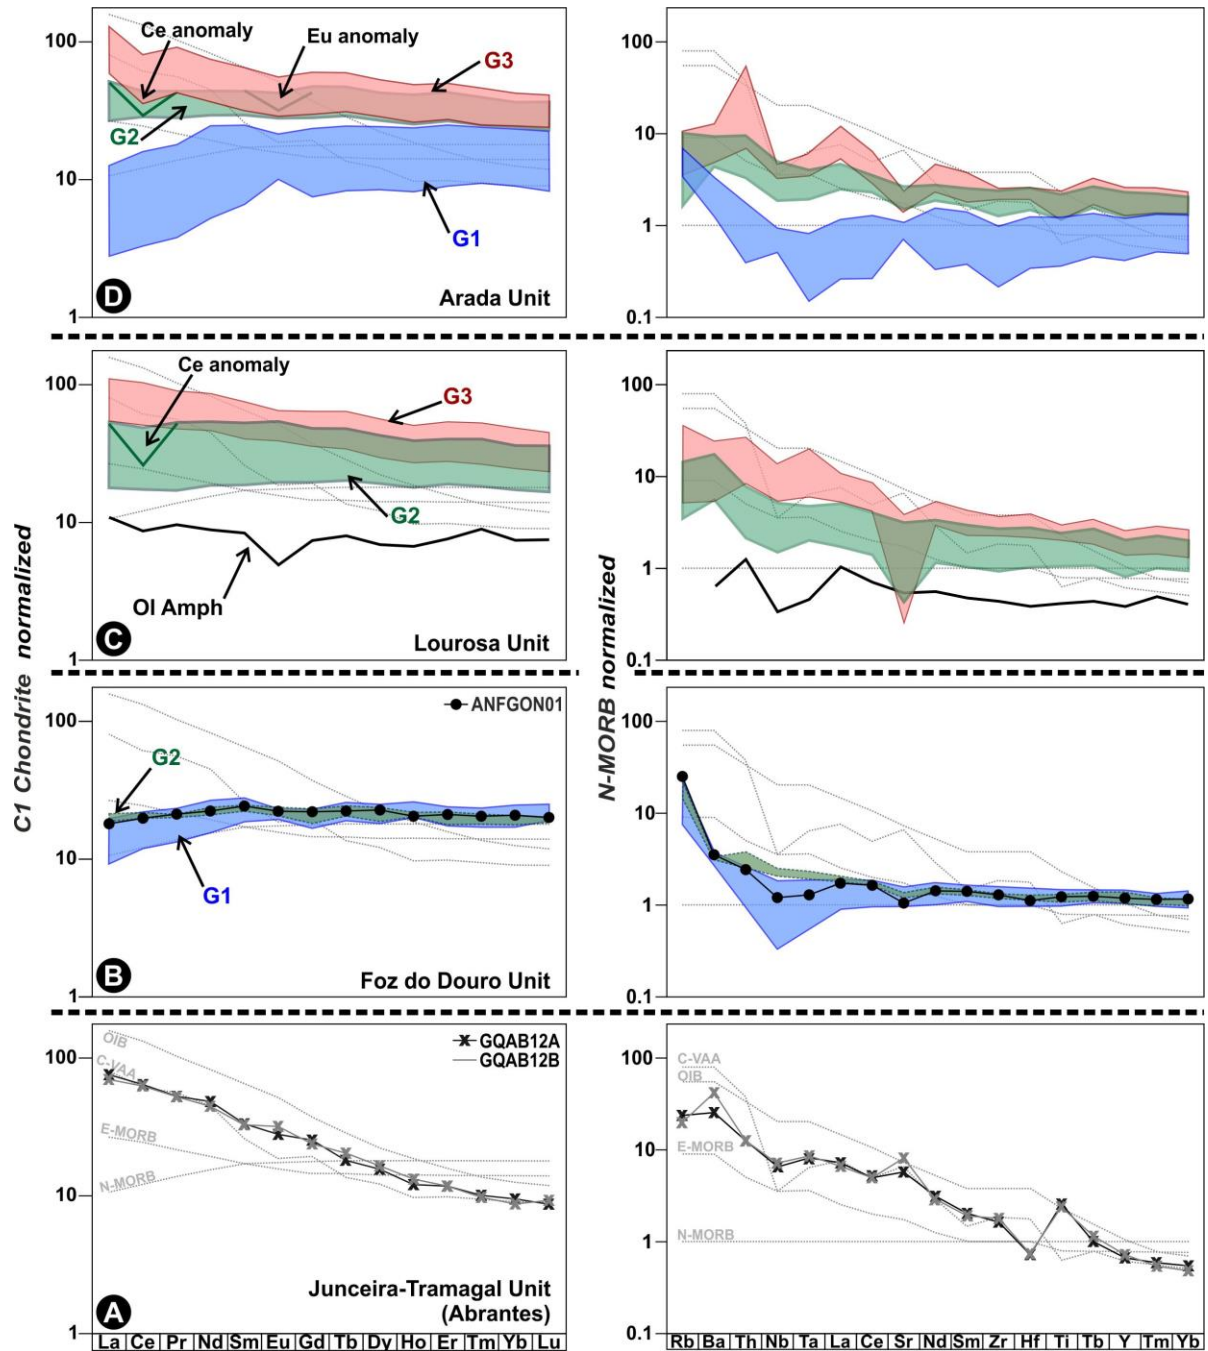 C1 Chondrite normalized
N-MORB normalized
100
10
1
Ce anomaly
Eu anomaly
G3
G2
G1
D
Arada Unit
100
10
1
0.1
100
10
1
Ce anomaly
G3
G2
Ol Amph
C
Lourosa Unit
100
10
1
0.1
100
10
1
ANFGON01
G2
G1
B
Foz do Douro Unit
100
10
1
0.1
100
10
1
OIB
C-VAA
E-MORB
N-MORB
GQAB12A
GQAB12B
A
Junceira-Tramagal Unit
(Abrantes)
La Ce Pr Nd Sm Eu Gd Tb Dy Ho Er Tm Yb Lu
100
10
1
0.1
C-VAA
OIB
E-MORB
N-MORB
Rb Ba Th Nb Ta La Ce Sr Nd Sm Zr Hf Ti Tb Y Tm Yb